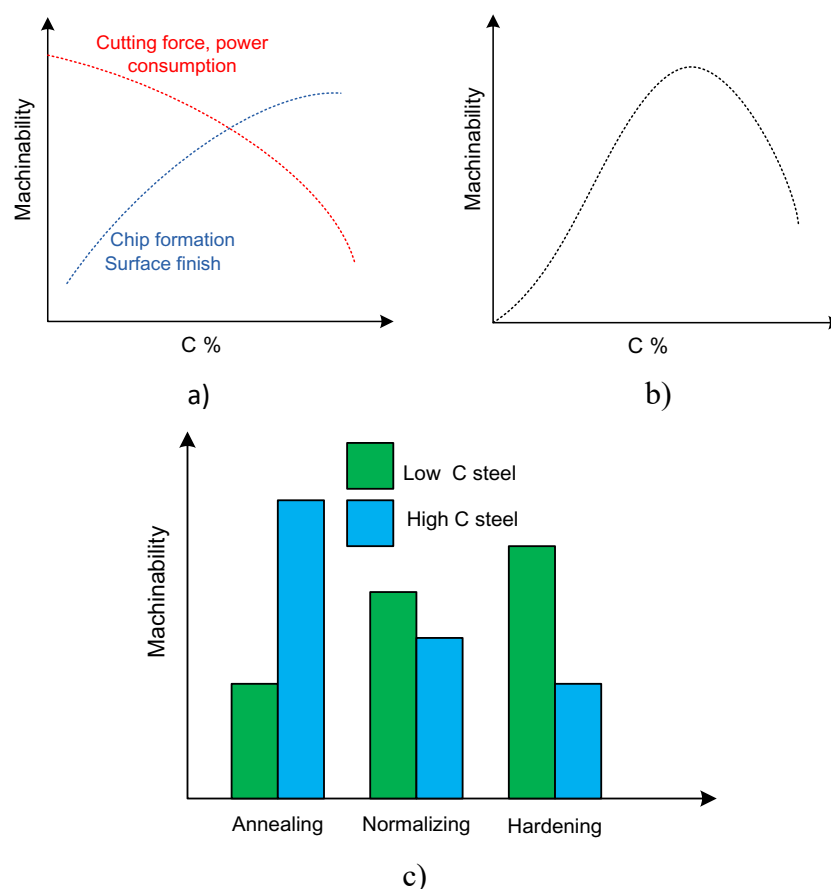 Cutting force, power
consumption
Machinability
Chip formation
Surface finish
C %
a)
Machinability
C %
b)
Low C steel
High C steel
Machinability
Annealing Normalizing Hardening
c)